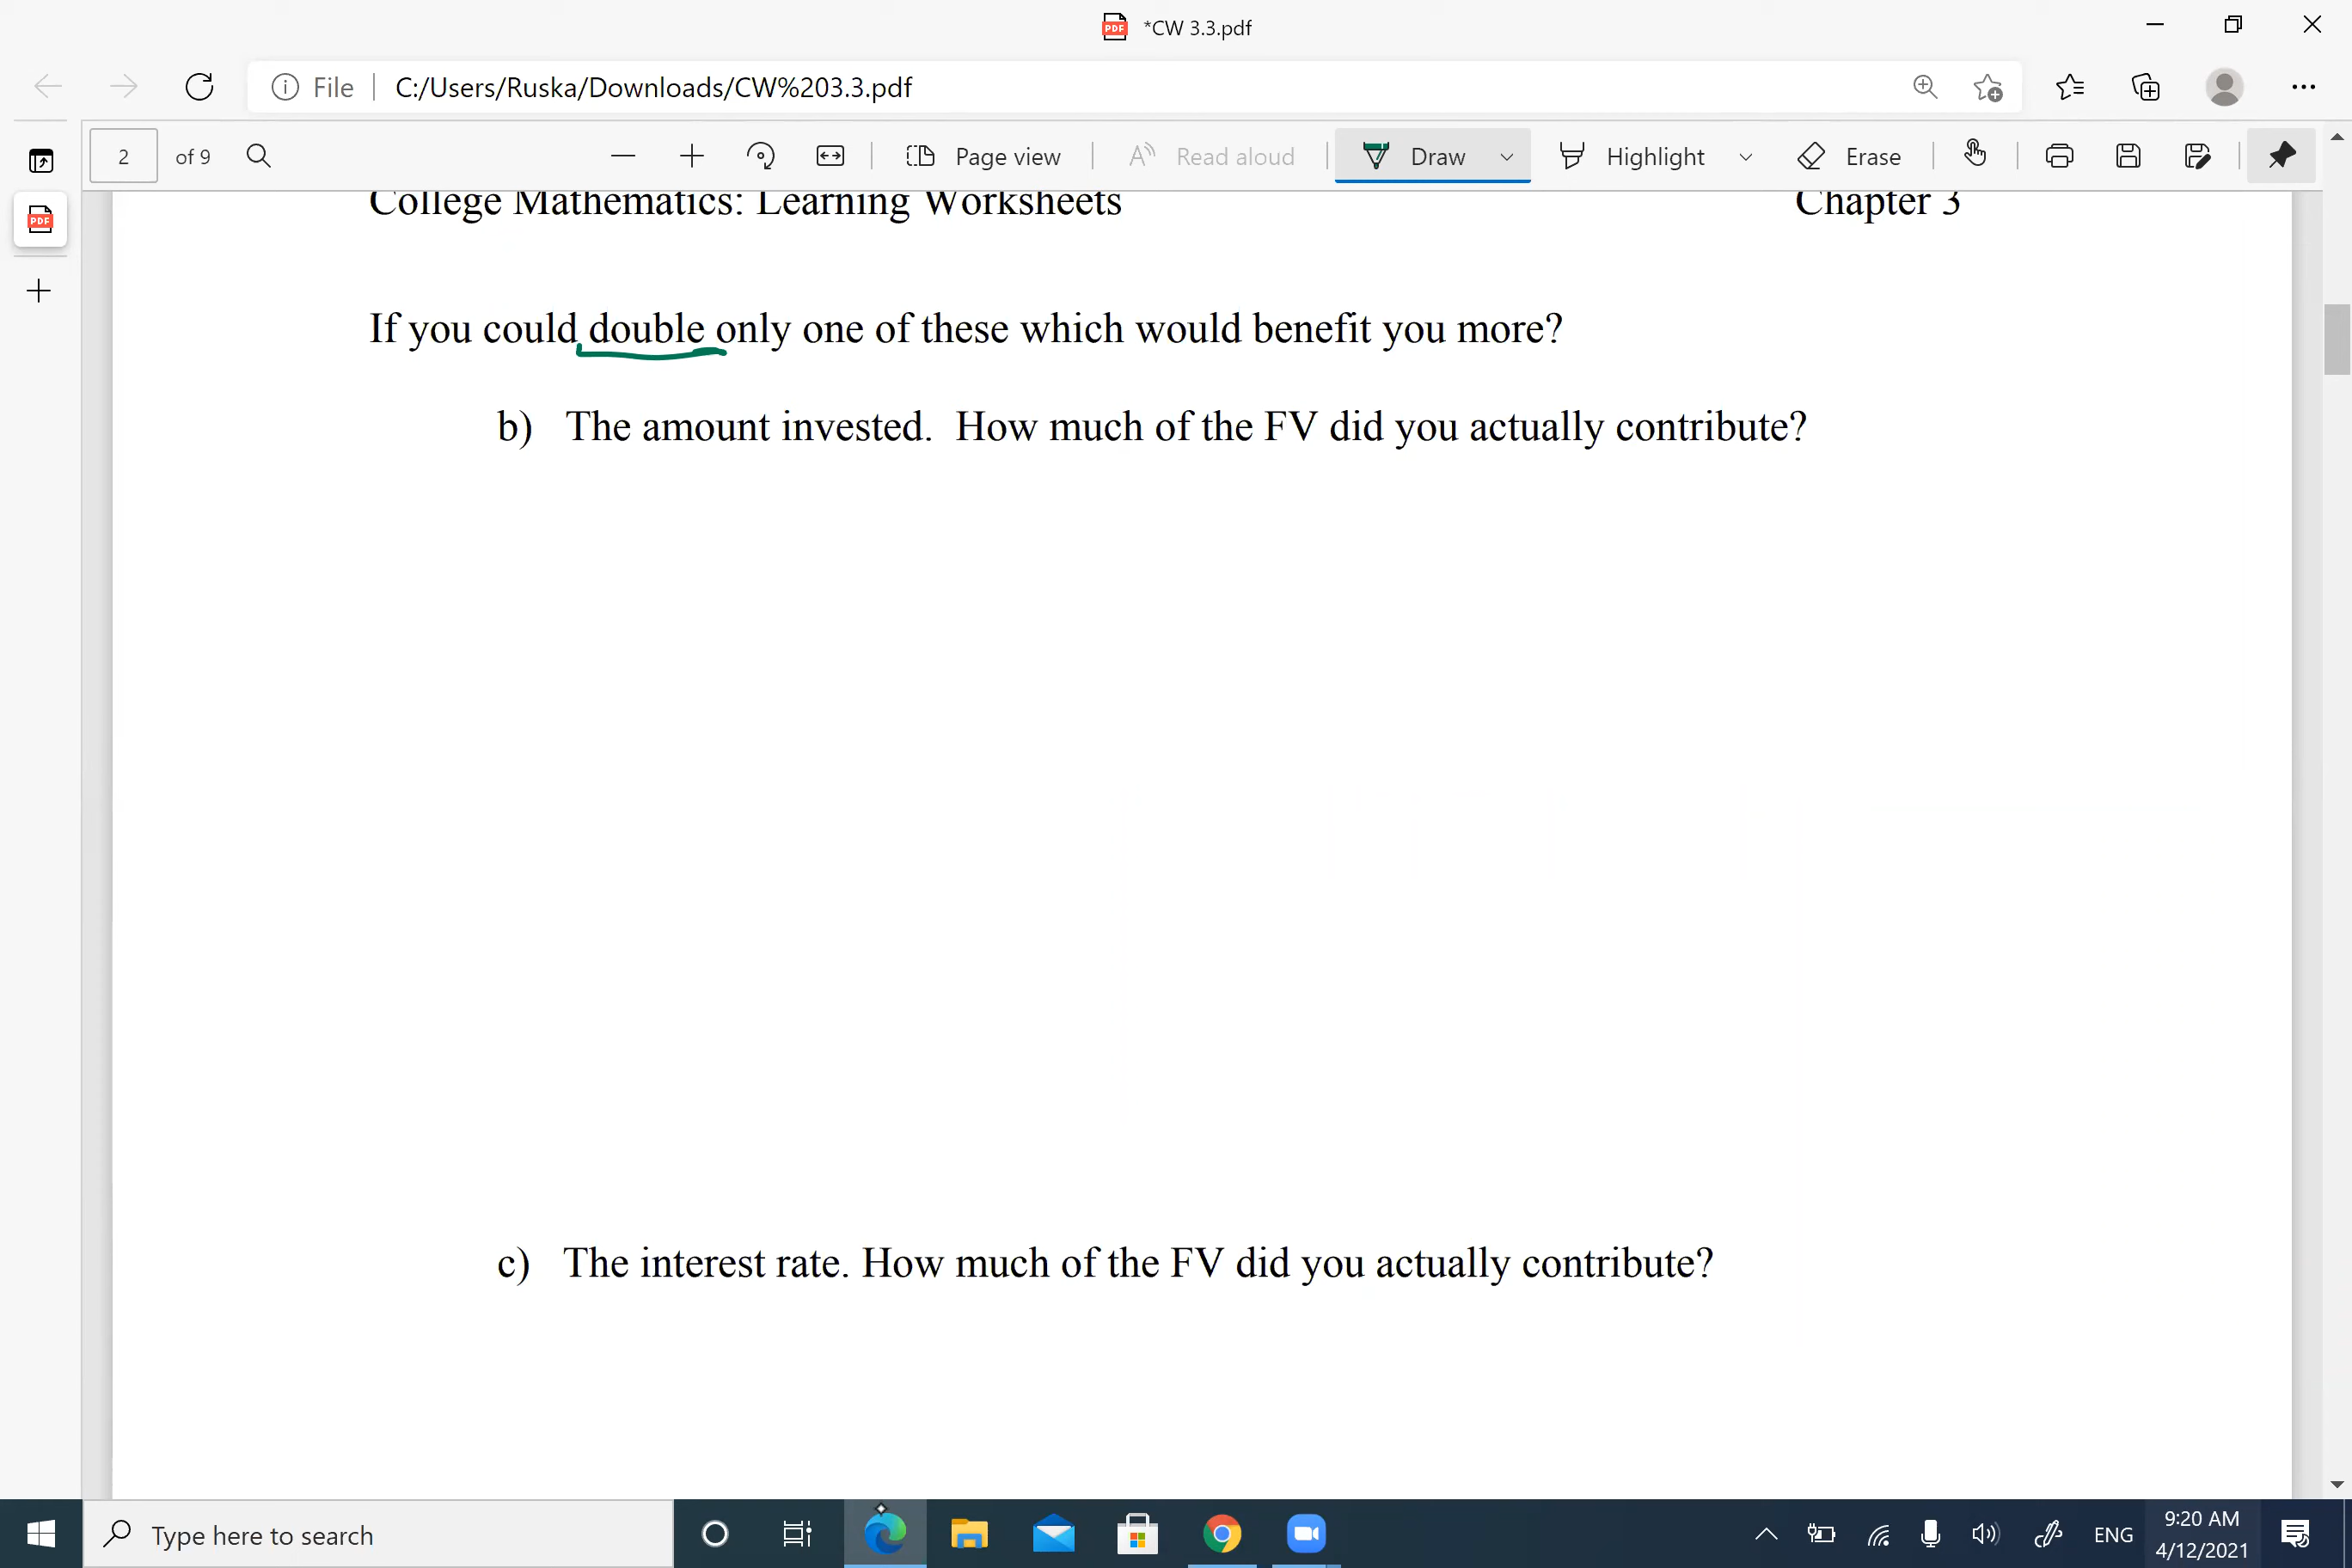 *CW 3.3.pdf
File C:/Users/Ruska/Downloads/CW%203.3.pdf
2 of 9 Page view Read aloud Draw Highlight Erase
College Mathematics: Learning Worksheets Chapter 3
If you could double only one of these which would benefit you more?
b) The amount invested. How much of the FV did you actually contribute?
c) The interest rate. How much of the FV did you actually contribute?
Type here to search
ENG
9:20 AM
4/12/2021